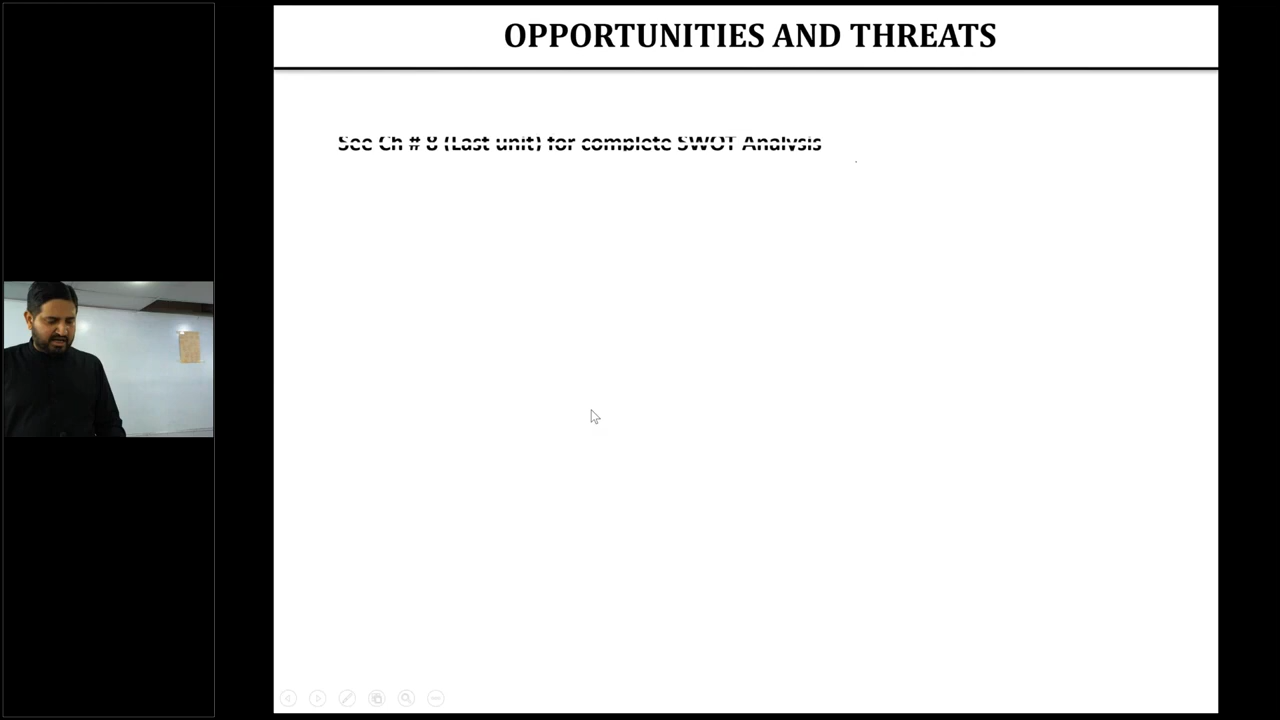 OPPORTUNITIES AND THREATS
See Ch # 8 (Last unit) for complete SWOT Analysis